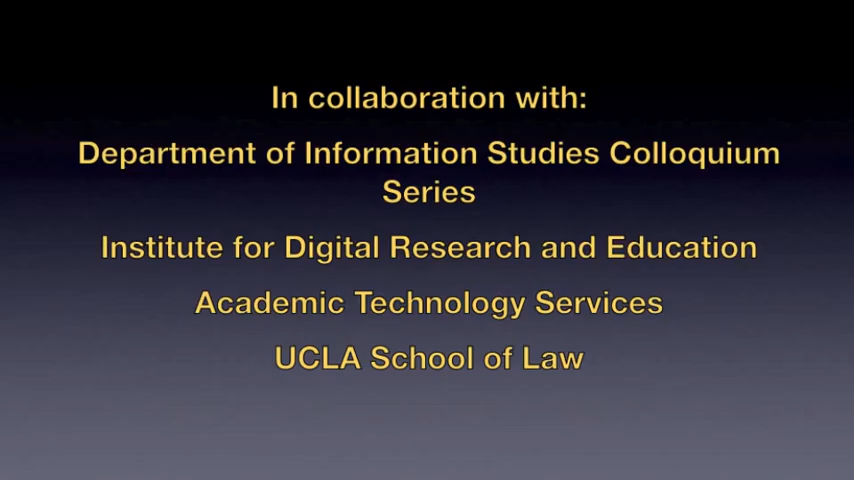 In collaboration with:
Department of Information Studies Colloquium
Series
Institute for Digital Research and Education
Academic Technology Services
UCLA School of Law